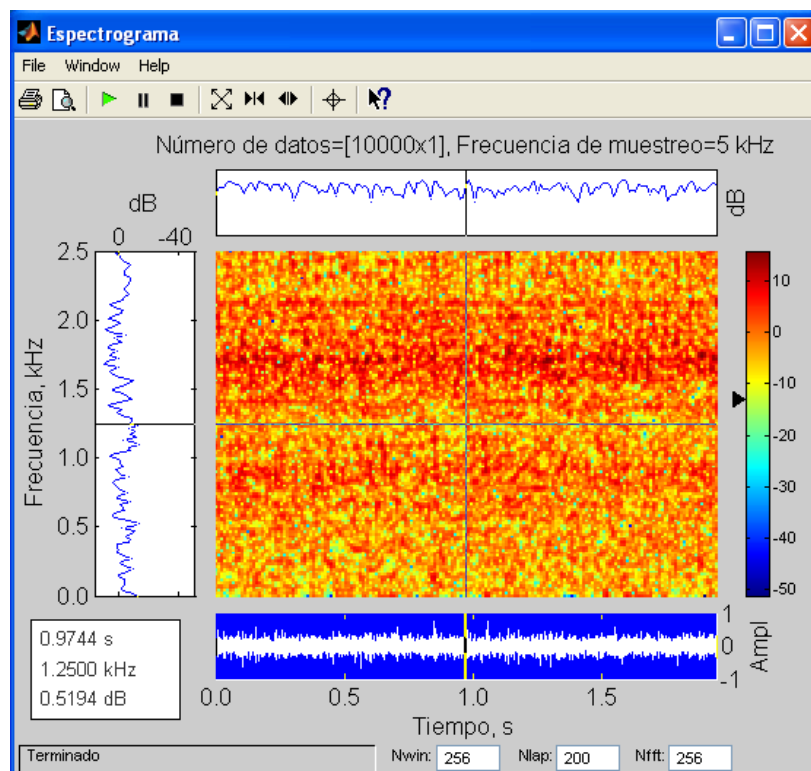 Espectrograma
File Window Help
Número de datos=[10000x1], Frecuencia de muestreo=5 kHz
dB
0 -40
dB
2.5
2.0
1.5
1.0
0.5
0.0
Frecuencia, kHz
10
0
-10
-20
-30
-40
-50
0.9744 s
1.2500 kHz
0.5194 dB
1
0
-1
Ampl
0.0 0.5 1.0 1.5
Tiempo, s
Terminado Nwin: 256 Nlap: 200 Nfft: 256